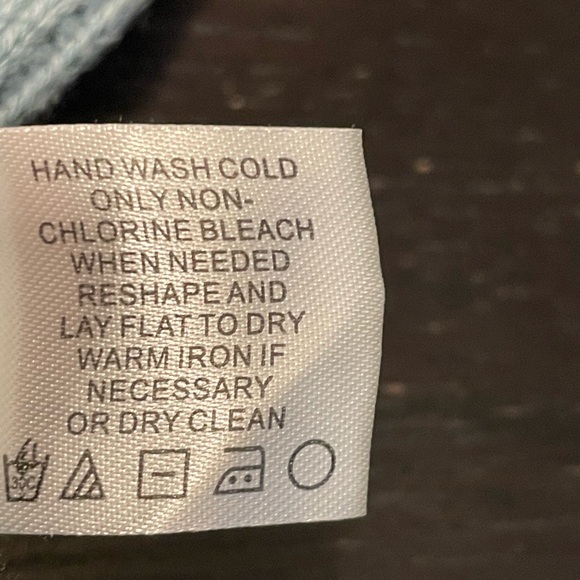 HAND WASH COLD
ONLY NON-
CHLORINE BLEACH
WHEN NEEDED
RESHAPE AND
LAY FLAT TO DRY
WARM IRON IF
NECESSARY
OR DRY CLEAN
30C